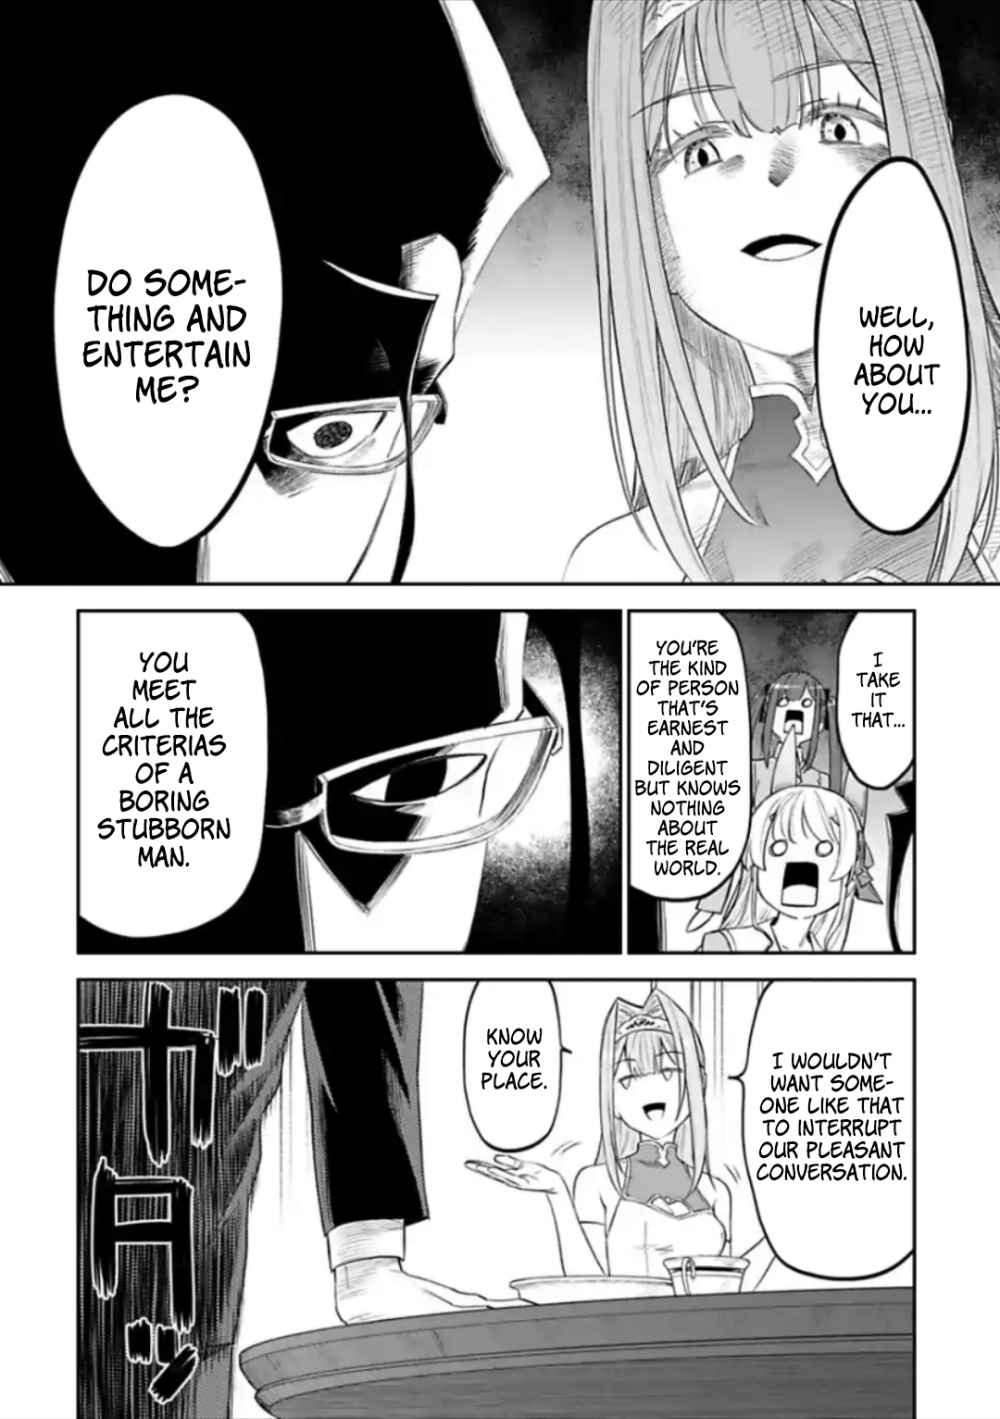 WELL,
HOW
ABOUT
YOU...
DO SOME-
THING AND
ENTERTAIN
ME?
I
TAKE
IT
THAT...
YOU'RE
THE KIND
OF PERSON
THAT'S
EARNEST
AND
DILIGENT
BUT KNOWS
NOTHING
ABOUT
THE REAL
WORLD.
YOU
MEET
ALL THE
CRITERIAS
OF A
BORING
STUBBORN
MAN.
I WOULDN'T
WANT SOME-
ONE LIKE THAT
TO INTERRUPT
OUR PLEASANT
CONVERSATION.
KNOW
YOUR
PLACE.